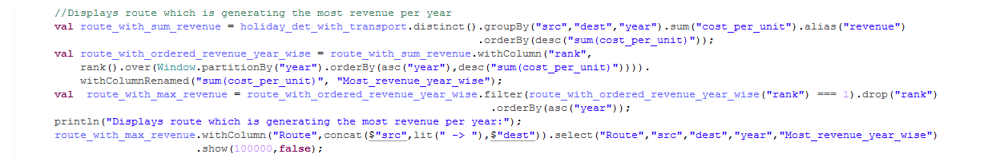 //Displays route which is generating the most revenue per year
val route_with_sum_revenue = holiday_det_with_transport.distinct().groupBy("src","dest","year").sum("cost_per_unit").alias("revenue")
.orderBy(desc("sum(cost_per_unit)"));
val route_with_ordered_revenue_year_wise = route_with_sum_revenue.withColumn("rank",
rank().over(Window.partitionBy("year").orderBy(asc("year"),desc("sum(cost_per_unit)")))).
withColumnRenamed("sum(cost_per_unit)", "Most_revenue_year_wise");
val  route_with_max_revenue = route_with_ordered_revenue_year_wise.filter(route_with_ordered_revenue_year_wise("rank") === 1).drop("rank")
.orderBy(asc("year"));
println("Displays route which is generating the most revenue per year:");
route_with_max_revenue.withColumn("Route",concat($"src",lit(" -> "),$"dest")).select("Route","src","dest","year","Most_revenue_year_wise")
.show(100000,false);